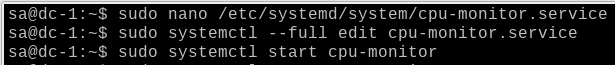 sa@dc-1:~$ sudo nano /etc/systemd/system/cpu-monitor.service
sa@dc-1:~$ sudo systemctl --full edit cpu-monitor.service
sa@dc-1:~$ sudo systemctl start cpu-monitor